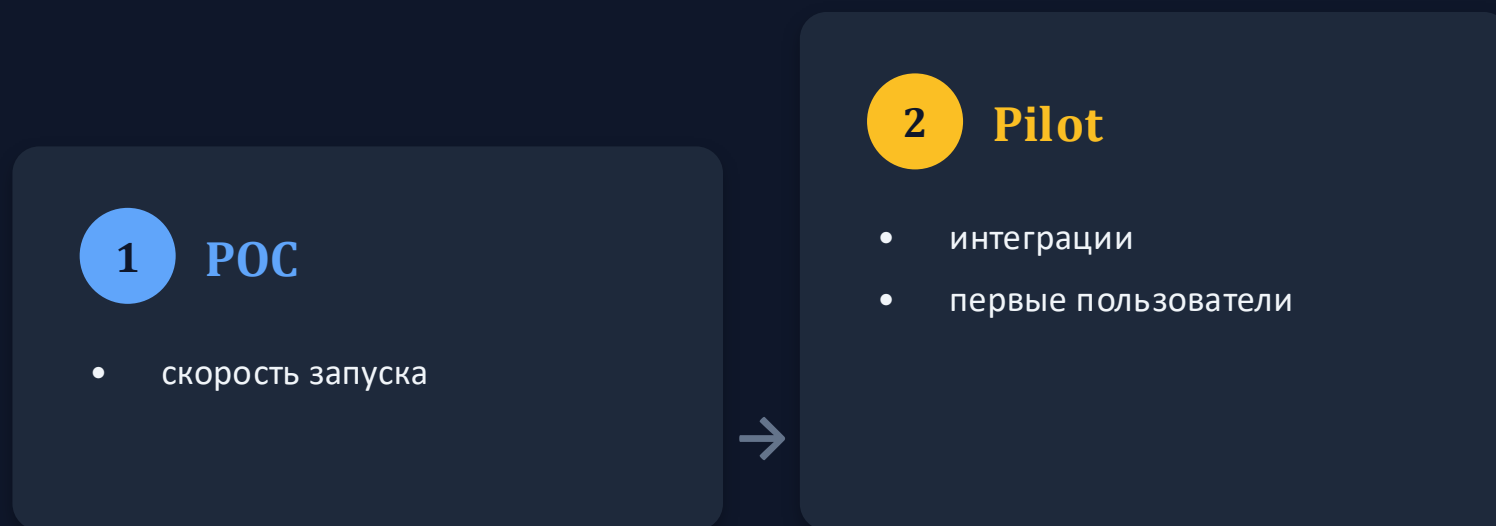 1
POC
• скорость запуска
→
2
Pilot
• интеграции
• первые пользователи